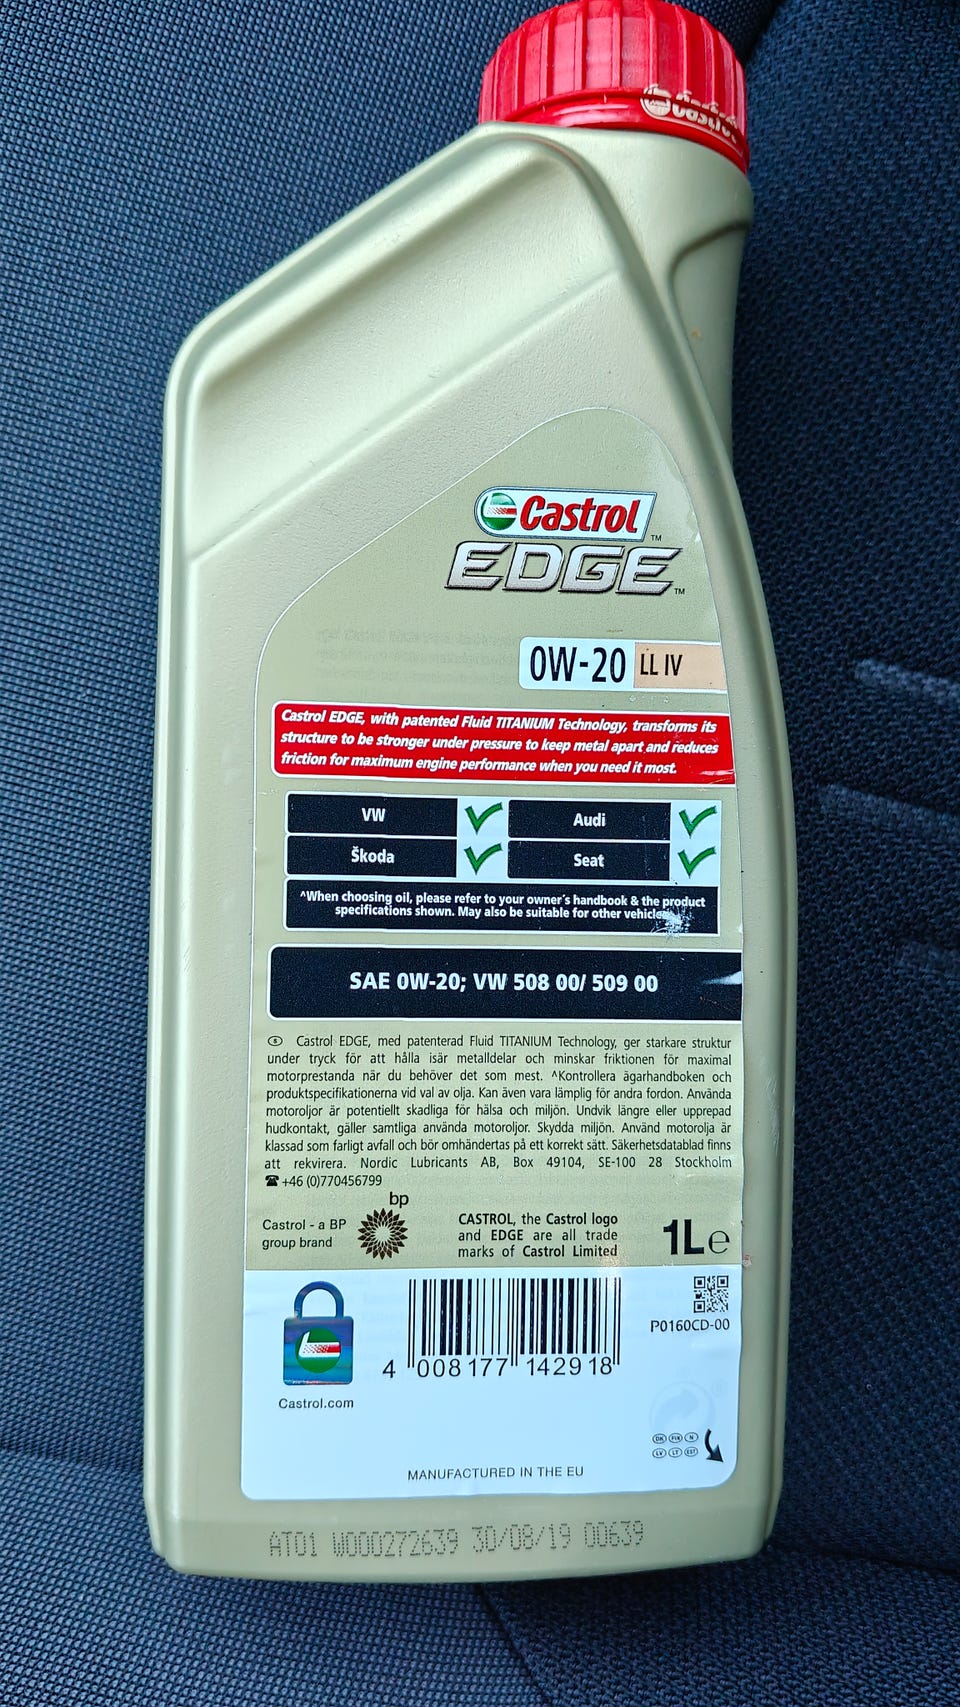 Castrol
Castrol
EDGE
0W-20 LL IV
Castrol EDGE, with patented Fluid TITANIUM Technology, transforms its
structure to be stronger under pressure to keep metal apart and reduces
friction for maximum engine performance when you need it most.
VW Audi
Škoda Seat
^When choosing oil, please refer to your owner's handbook & the product
specifications shown. May also be suitable for other vehicles.
SAE 0W-20; VW 508 00/ 509 00
S Castrol EDGE, med patenterad Fluid TITANIUM Technology, ger starkare struktur
under tryck för att hålla isär metalldelar och minskar friktionen för maximal
motorprestanda när du behöver det som mest. ^Kontrollera ägarhandboken och
produktspecifikationerna vid val av olja. Kan även vara lämplig för andra fordon. Använda
motoroljor är potentiellt skadliga för hälsa och miljön. Undvik längre eller upprepad
hudkontakt, gäller samtliga använda motoroljor. Skydda miljön. Använd motorolja är
klassad som farligt avfall och bör omhändertas på ett korrekt sätt. Säkerhetsdatablad finns
att rekvirera. Nordic Lubricants AB, Box 49104, SE-100 28 Stockholm
☎ +46 (0)770456799
bp
Castrol - a BP
group brand
CASTROL, the Castrol logo
and EDGE are all trade
marks of Castrol Limited
1L e
P0160CD-00
4 008177 142918
Castrol.com
DK FIN N
LV LT EST
MANUFACTURED IN THE EU
AT01 W000272639 30/08/19 00639